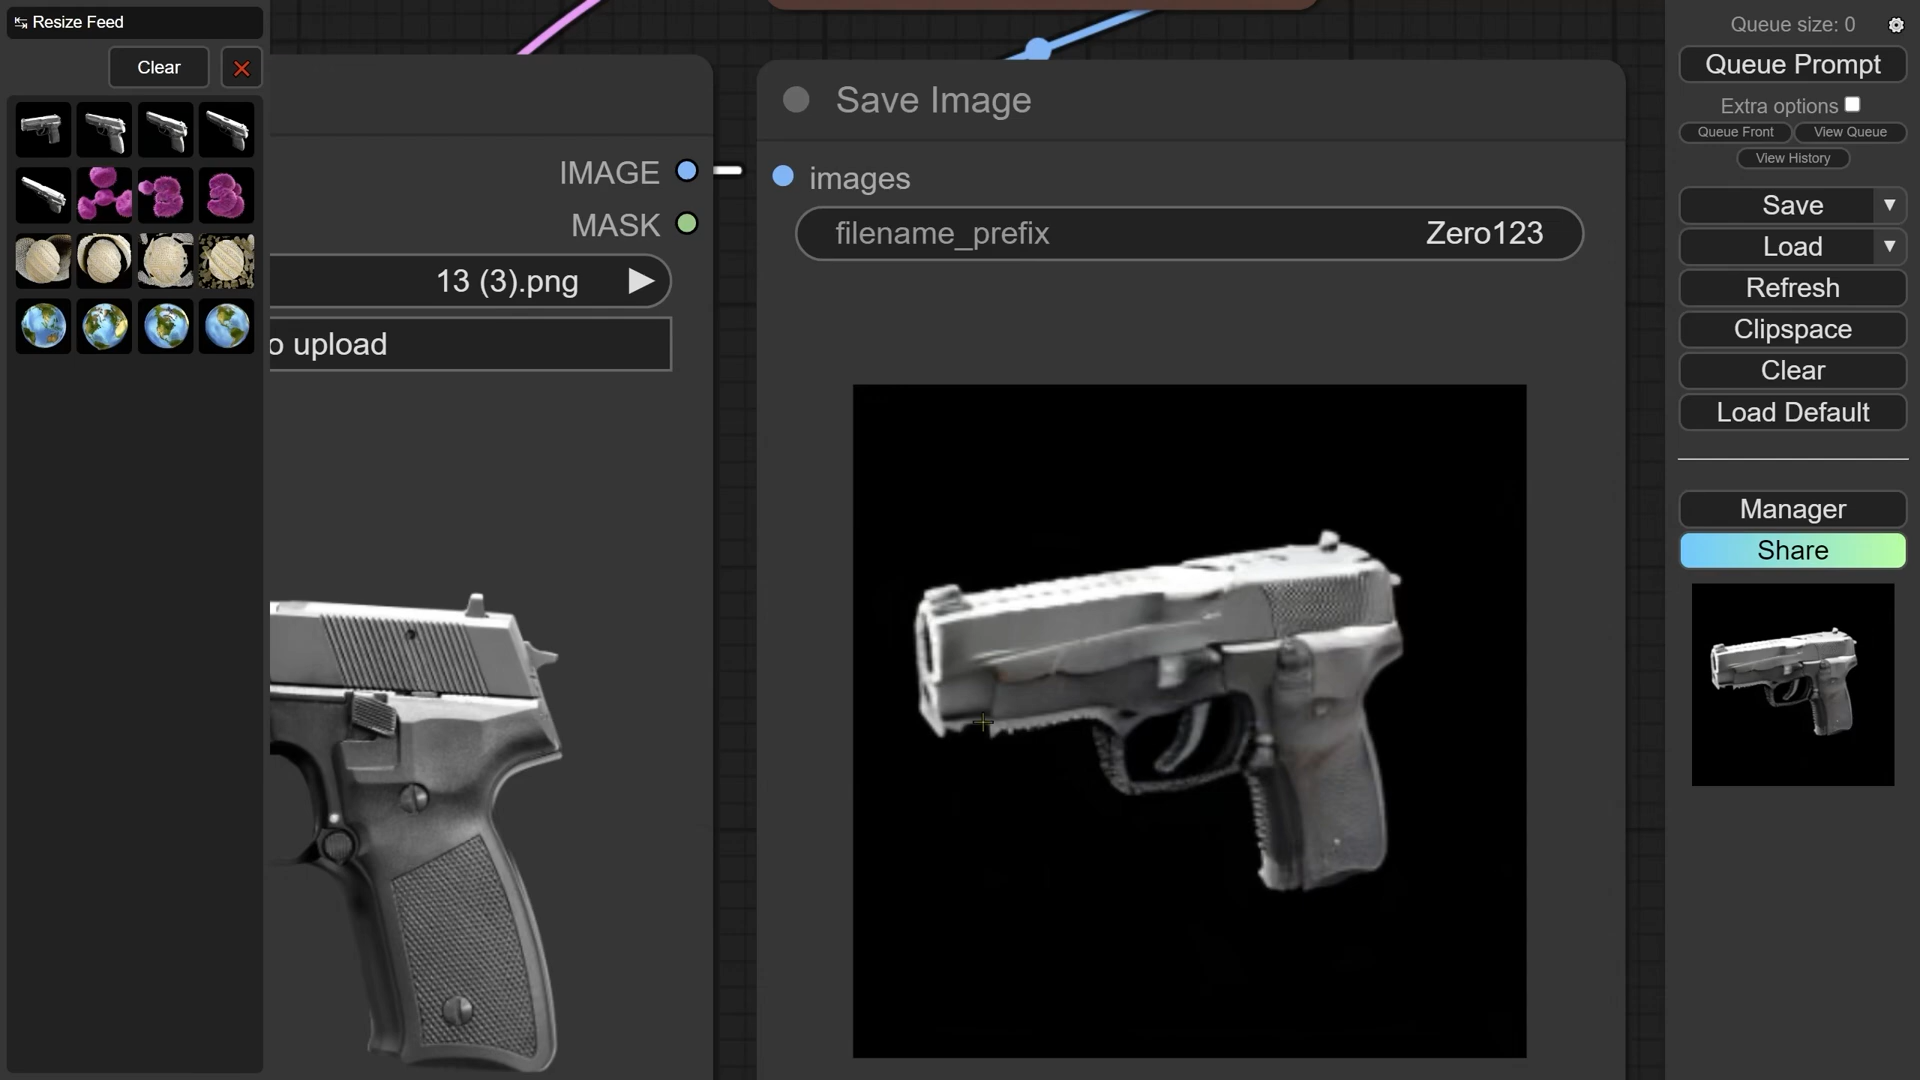 Resize Feed
Clear
IMAGE
MASK
13 (3).png
o upload
Save Image
images
filename_prefix Zero123
Queue size: 0
Queue Prompt
Extra options
Queue Front View Queue
View History
Save
Load
Refresh
Clipspace
Clear
Load Default
Manager
Share